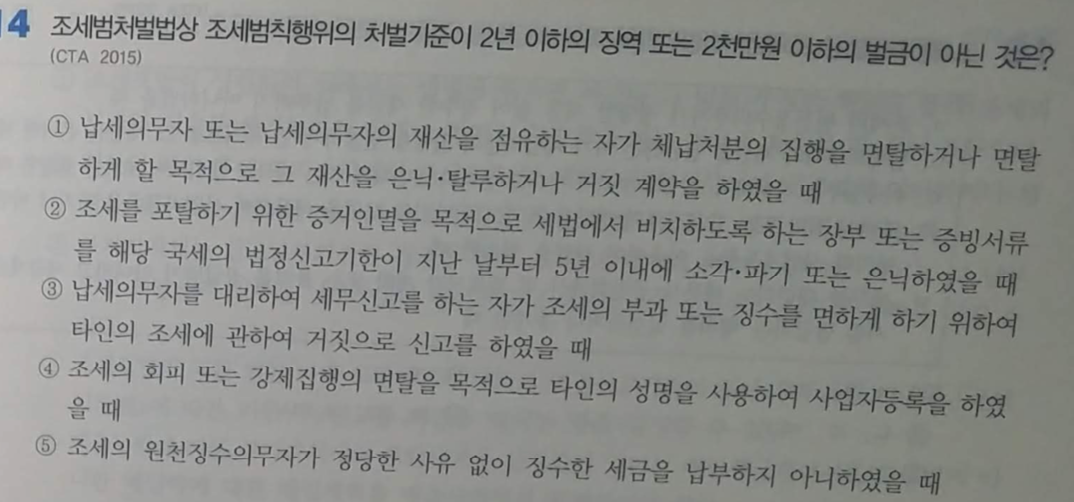 14 조세범처벌법상 조세범칙행위의 처벌기준이 2년 이하의 징역 또는 2천만원 이하의 벌금이 아닌 것은?
(CTA 2015)
① 납세의무자 또는 납세의무자의 재산을 점유하는 자가 체납처분의 집행을 면탈하거나 면탈
하게 할 목적으로 그 재산을 은닉·탈루하거나 거짓 계약을 하였을 때
② 조세를 포탈하기 위한 증거인멸을 목적으로 세법에서 비치하도록 하는 장부 또는 증빙서류
를 해당 국세의 법정신고기한이 지난 날부터 5년 이내에 소각·파기 또는 은닉하였을 때
③ 납세의무자를 대리하여 세무신고를 하는 자가 조세의 부과 또는 징수를 면하게 하기 위하여
타인의 조세에 관하여 거짓으로 신고를 하였을 때
④ 조세의 회피 또는 강제집행의 면탈을 목적으로 타인의 성명을 사용하여 사업자등록을 하였
을 때
⑤ 조세의 원천징수의무자가 정당한 사유 없이 징수한 세금을 납부하지 아니하였을 때